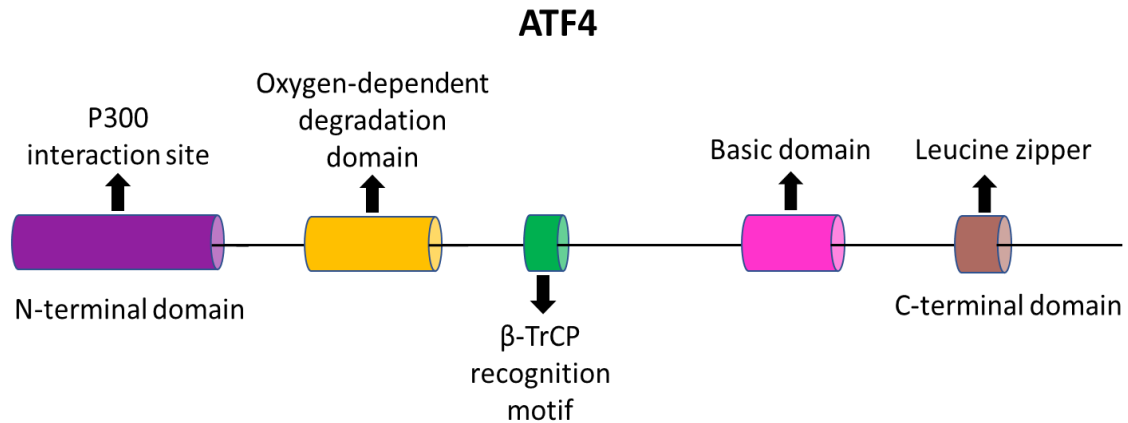 ATF4
P300
interaction site
Oxygen-dependent
degradation
domain
Basic domain
Leucine zipper
N-terminal domain
β-TrCP
recognition
motif
C-terminal domain